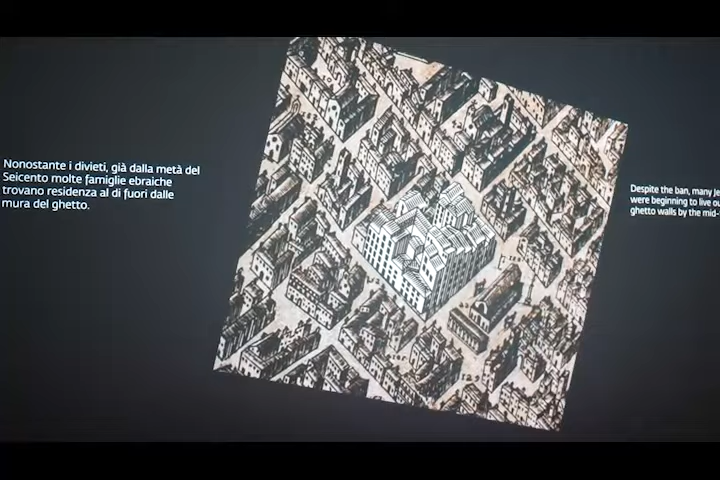 Nonostante i divieti, già dalla metà del
Seicento molte famiglie ebraiche
trovano residenza al di fuori dalle
mura del ghetto.
Despite the ban, many
were beginning to live
ghetto walls by the